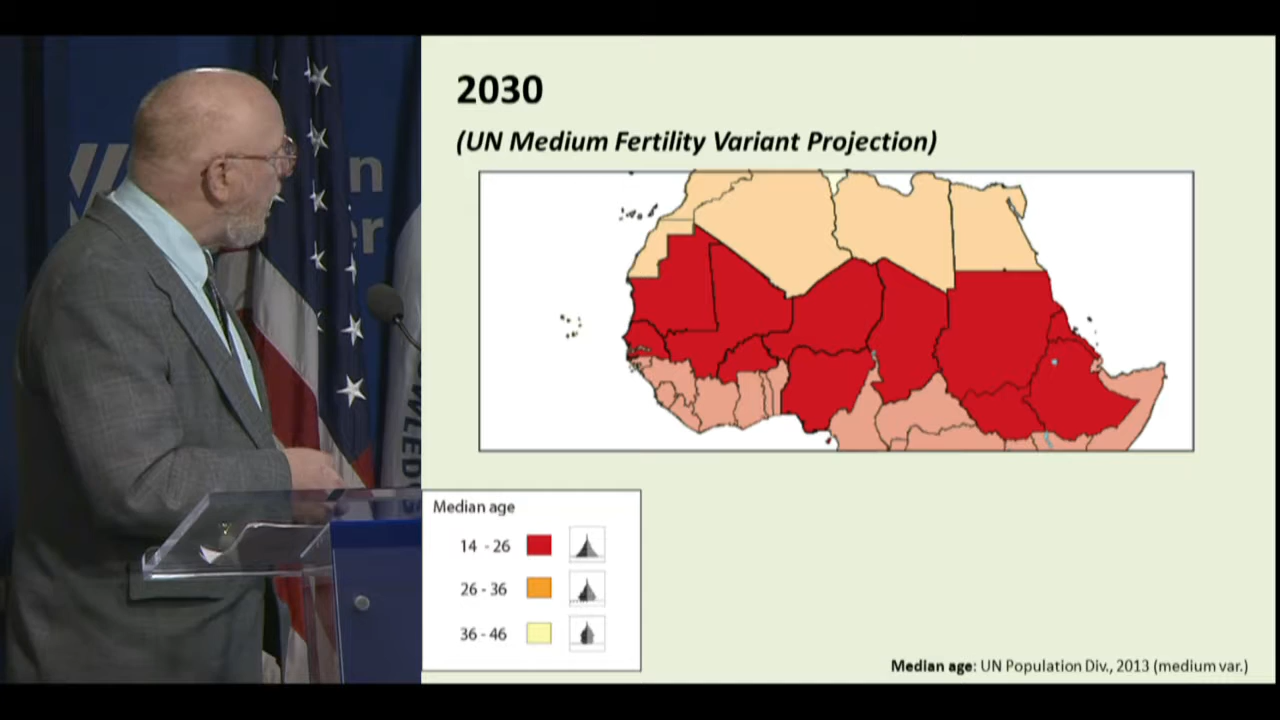 2030
(UN Medium Fertility Variant Projection)
Median age
14 - 26
26 - 36
36 - 46
Median age: UN Population Div., 2013 (medium var.)